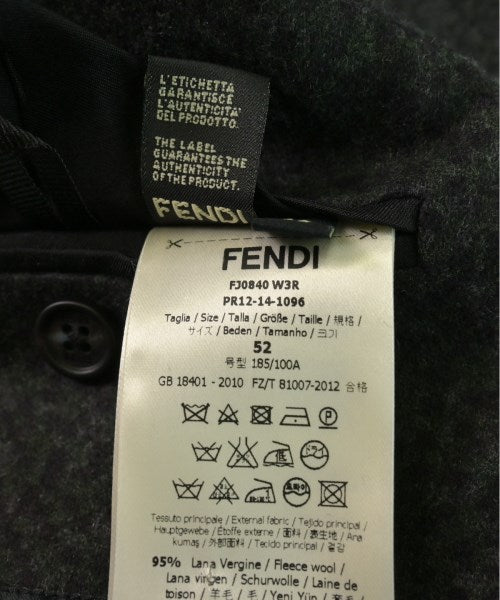 L'ETICHETTA
GARANTISCE
L'AUTENTICITA'
DEL PRODOTTO.
THE LABEL
GUARANTEES THE
AUTHENTICITY
OF THE PRODUCT.
FENDI
FENDI
FJ0840 W3R
PR12-14-1096
Taglia / Size / Talla / Größe / Taille / 規格 /
サイズ / Beden / Tamanho / 크기
52
号型 185/100A
GB 18401 - 2010 FZ/T 81007-2012 合格
Tessuto principale / External fabric / Tejido principal /
Hauptgewebe / Étoffe externe / 面料 / 裏生地 / Ana
kumaş / 外部面料 / Tecido principal / 겉감
95% Lana Vergine / Fleece wool /
Lana virgen / Schurwolle / Laine de
toison / 羊毛 / 毛 / Yeni Yün /